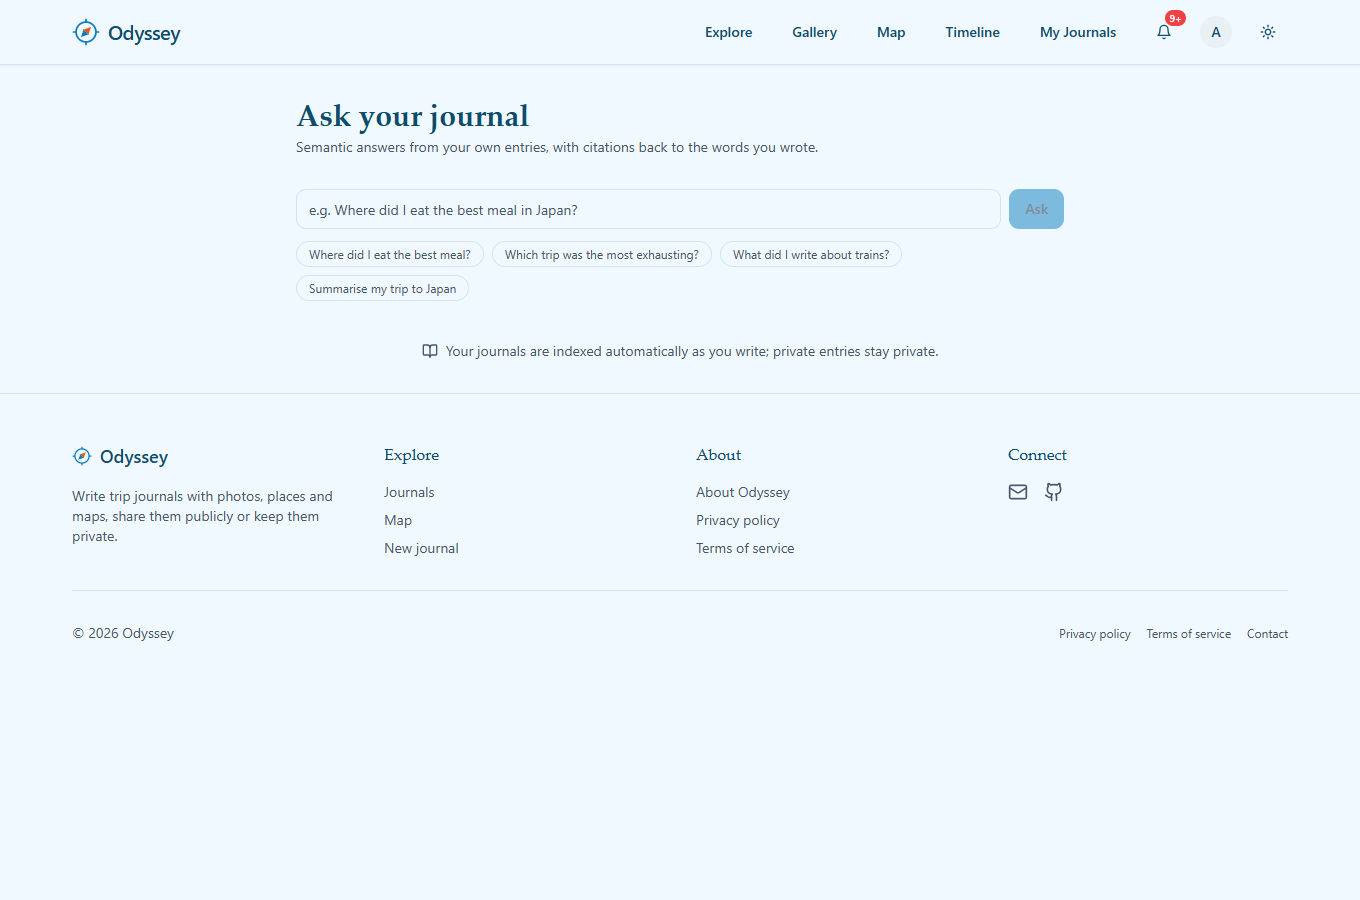 Odyssey
Explore
Gallery
Map
Timeline
My Journals
9+
A
Ask your journal
Semantic answers from your own entries, with citations back to the words you wrote.
e.g. Where did I eat the best meal in Japan?
Ask
Where did I eat the best meal?
Which trip was the most exhausting?
What did I write about trains?
Summarise my trip to Japan
Your journals are indexed automatically as you write; private entries stay private.
Odyssey
Write trip journals with photos, places and
maps, share them publicly or keep them
private.
Explore
Journals
Map
New journal
About
About Odyssey
Privacy policy
Terms of service
Connect
© 2026 Odyssey
Privacy policy
Terms of service
Contact